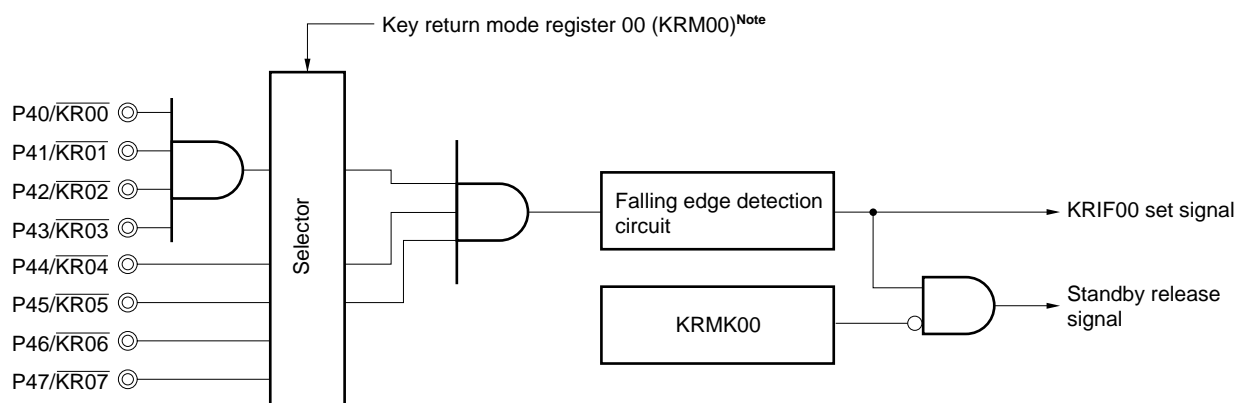 Key return mode register 00 (KRM00)Note
P40/KR00
P41/KR01
P42/KR02
P43/KR03
P44/KR04
P45/KR05
P46/KR06
P47/KR07
Selector
Falling edge detection
circuit
KRMK00
KRIF00 set signal
Standby release
signal